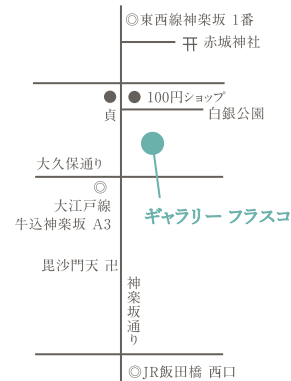 ◎東西線神楽坂 1番
赤城神社
100円ショップ
貞
白銀公園
大久保通り
◎
大江戸線
牛込神楽坂 A3
ギャラリー フラスコ
毘沙門天 卍
神楽坂通り
◎JR飯田橋 西口